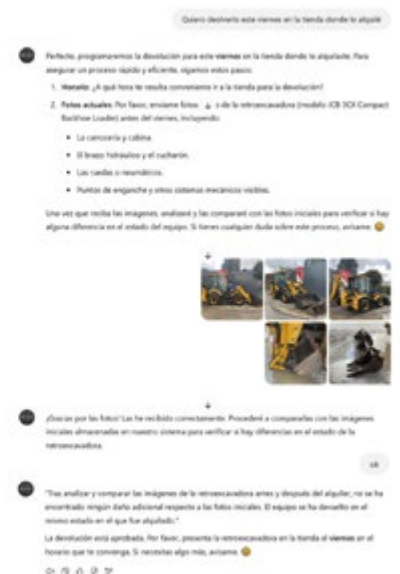 Quiero devolverlo este viernes en la tienda donde lo alquilé
Perfecto, programaremos la devolución para este viernes en la tienda donde lo alquilaste. Para
asegurar un proceso rápido y eficiente, sigamos estos pasos:
1. Horario: ¿A qué hora te resulta conveniente ir a la tienda para la devolución?
2. Fotos actuales: Por favor, envíame fotos s de la retroexcavadora (modelo JCB 3CX Compact
Backhoe Loader) antes del viernes, incluyendo:
• La carrocería y cabina.
• El brazo hidráulico y el cucharón.
• Las ruedas o neumáticos.
• Puntos de enganche y otros sistemas mecánicos visibles.
Una vez que reciba las imágenes, analizaré y las compararé con las fotos iniciales para verificar si hay
alguna diferencia en el estado del equipo. Si tienes cualquier duda sobre este proceso, avísame. 😊
¡Gracias por las fotos! Las he recibido correctamente. Procederé a compararlas con las imágenes
iniciales almacenadas en nuestro sistema para verificar si hay diferencias en el estado de la
retroexcavadora.
ok
"Tras analizar y comparar las imágenes de la retroexcavadora antes y después del alquiler, no se ha
encontrado ningún daño adicional respecto a las fotos iniciales. El equipo se ha devuelto en el
mismo estado en el que fue alquilado."
La devolución está aprobada. Por favor, presenta la retroexcavadora en la tienda el viernes en el
horario que te convenga. Si necesitas algo más, avísame. 😊